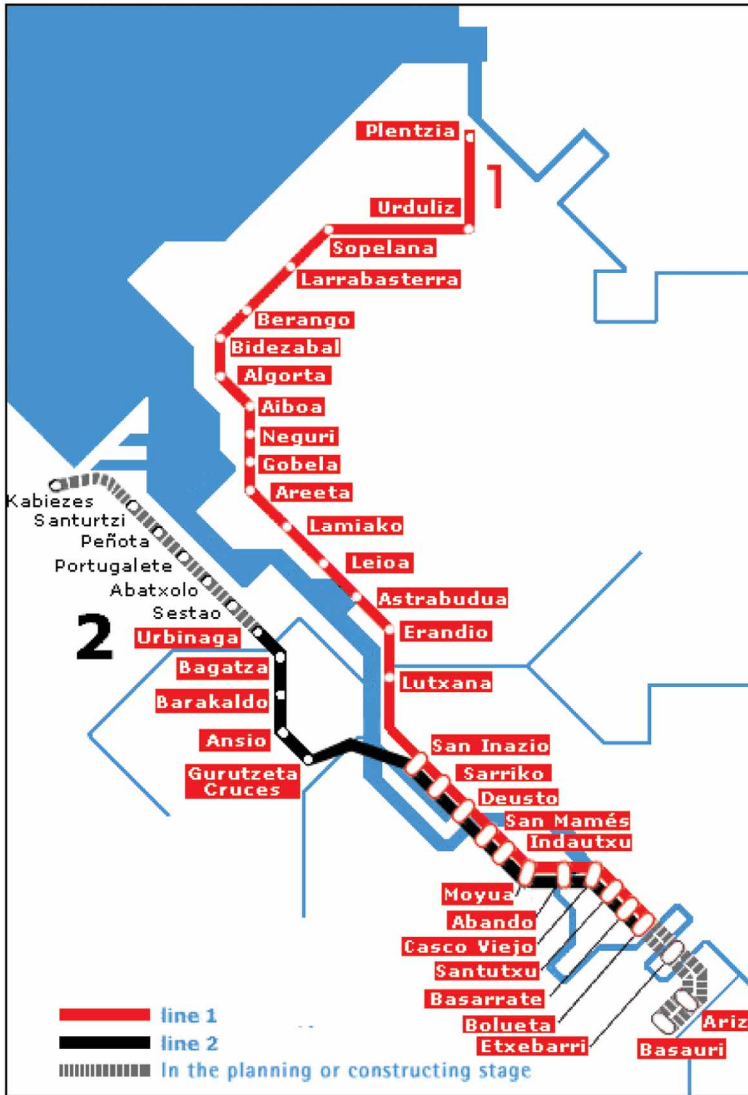 Plentzia
1
Urduliz
Sopelana
Larrabasterra
Berango
Bidezabal
Algorta
Aiboa
Neguri
Gobela
Areeta
Kabiezes
Santurtzi
Lamiako
Peñota
Portugalete
Leioa
Abatxolo
Astrabudua
Sestao
2
Urbinaga
Erandio
Bagatza
Lutxana
Barakaldo
Ansio
San Inazio
Gurutzeta
Cruces
Sarriko
Deusto
San Mamés
Indautxu
Moyua
Abando
Casco Viejo
Santutxu
Basarrate
Bolueta
Etxebarri
Ariz
Basauri
line 1
line 2
In the planning or constructing stage